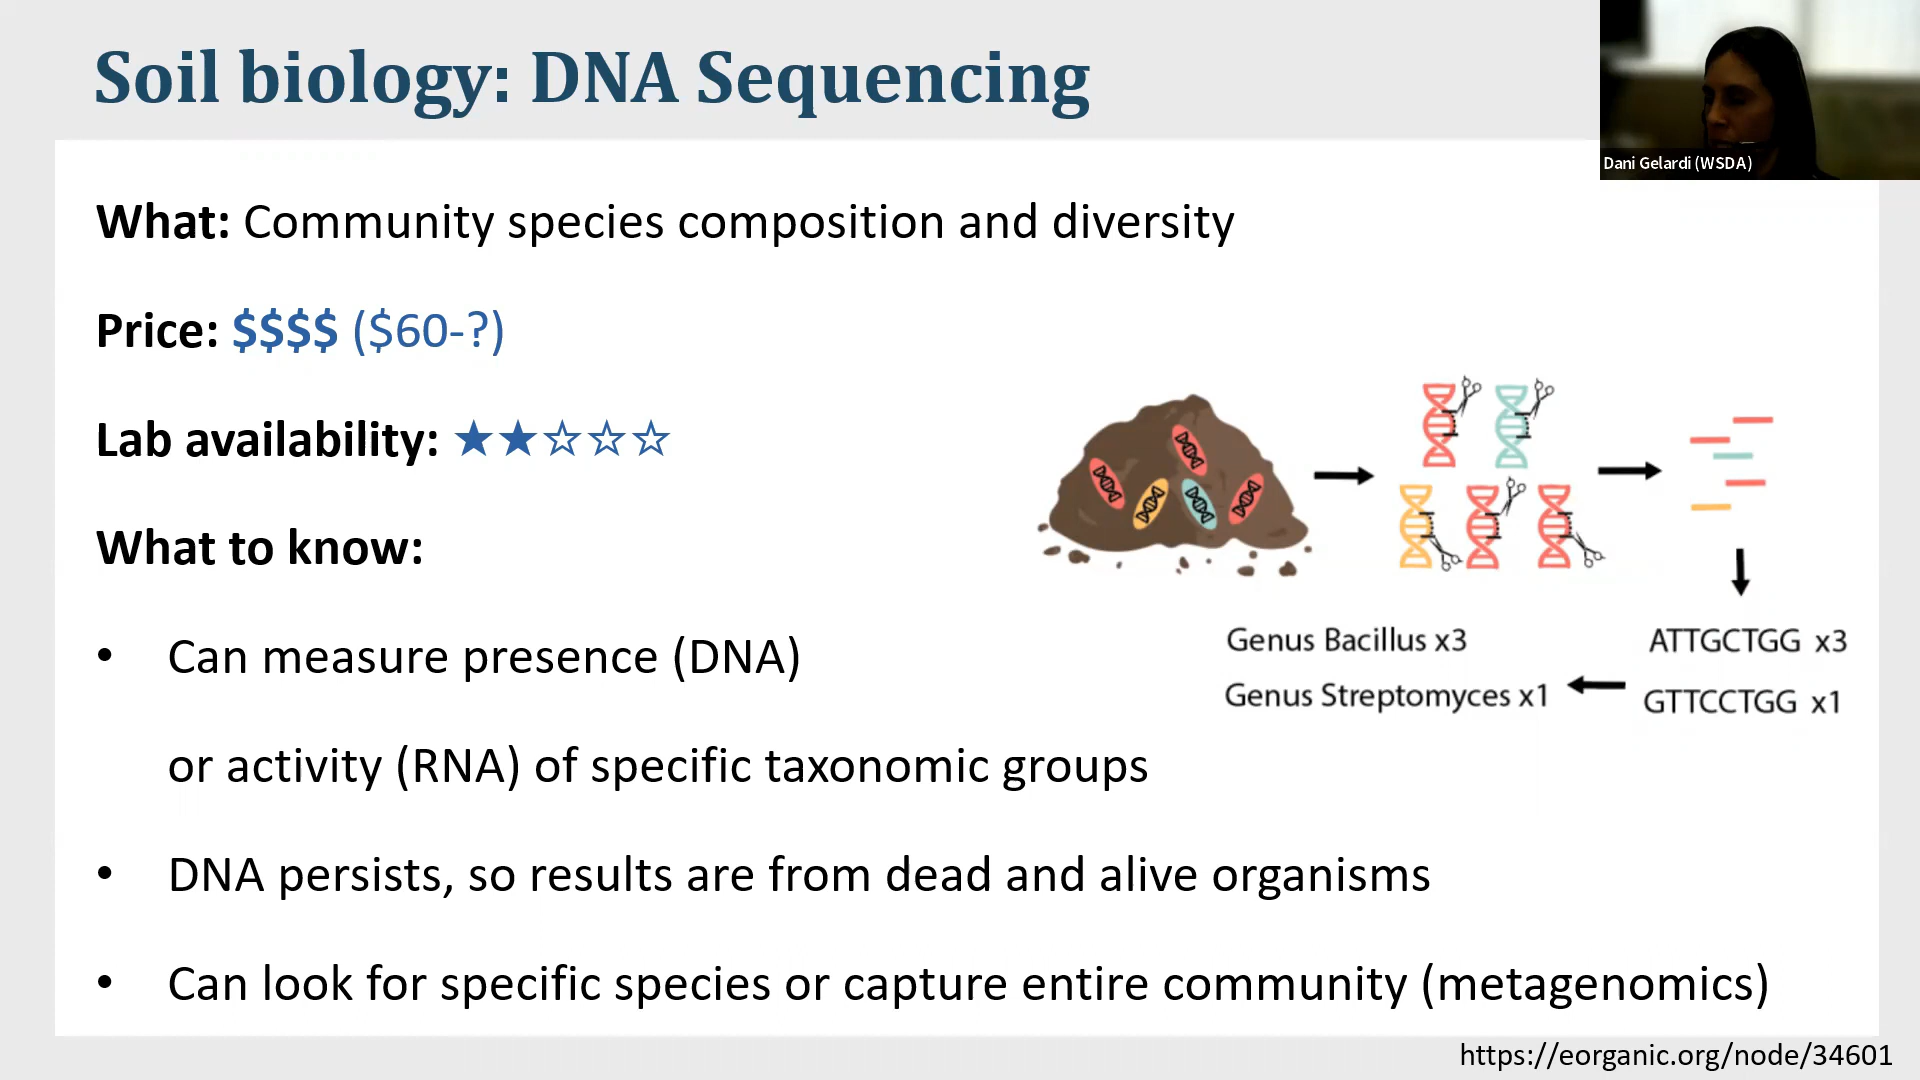 Soil biology: DNA Sequencing
Dani Gelardi (WSDA)
What: Community species composition and diversity
Price: $$$$ ($60-?)
Lab availability: ★★☆☆☆
What to know:
• Can measure presence (DNA)
or activity (RNA) of specific taxonomic groups
• DNA persists, so results are from dead and alive organisms
• Can look for specific species or capture entire community (metagenomics)
Genus Bacillus x3
Genus Streptomyces x1
ATTGCTGG x3
GTTCCTGG x1
https://eorganic.org/node/34601